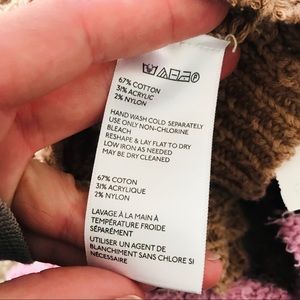 67% COTTON
31% ACRYLIC
2% NYLON
HAND WASH COLD SEPARATELY
USE ONLY NON-CHLORINE
BLEACH
RESHAPE & LAY FLAT TO DRY
LOW IRON AS NEEDED
MAY BE DRY CLEANED
67% COTON
31% ACRYLIQUE
2% NYLON
LAVAGE À LA MAIN À
TEMPÉRATURE FROIDE
SÉPARÉMENT
UTILISER UN AGENT DE
BLANCHIMENT SANS CHLORE SI
NÉCESSAIRE